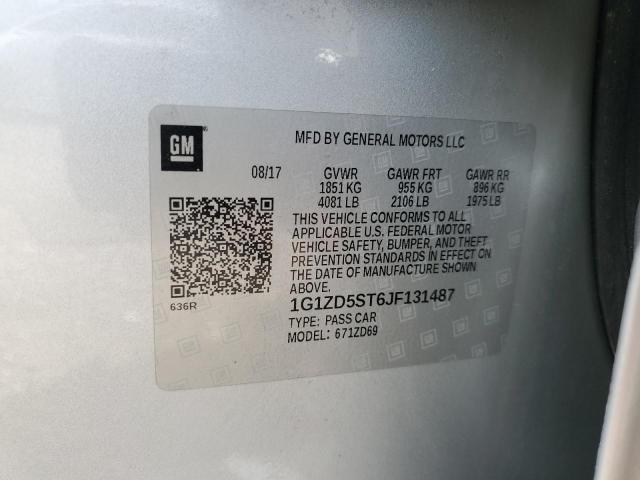 GM
MFD BY GENERAL MOTORS LLC
08/17 GVWR GAWR FRT GAWR RR
1851 KG 955 KG 896 KG
4081 LB 2106 LB 1975 LB
THIS VEHICLE CONFORMS TO ALL
APPLICABLE U.S. FEDERAL MOTOR
VEHICLE SAFETY, BUMPER, AND THEFT
PREVENTION STANDARDS IN EFFECT ON
THE DATE OF MANUFACTURE SHOWN
ABOVE.
636R
1G1ZD5ST6JF131487
TYPE: PASS CAR
MODEL: 671ZD69